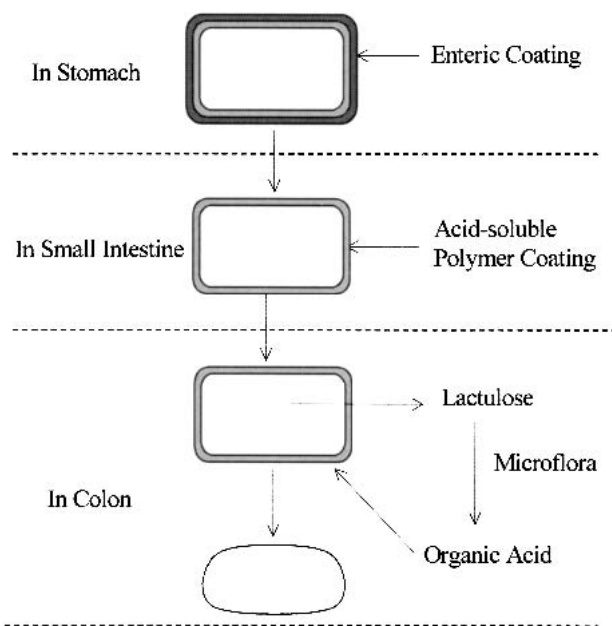 In Stomach
Enteric Coating
In Small Intestine
Acid-soluble
Polymer Coating
Lactulose
Microflora
In Colon
Organic Acid